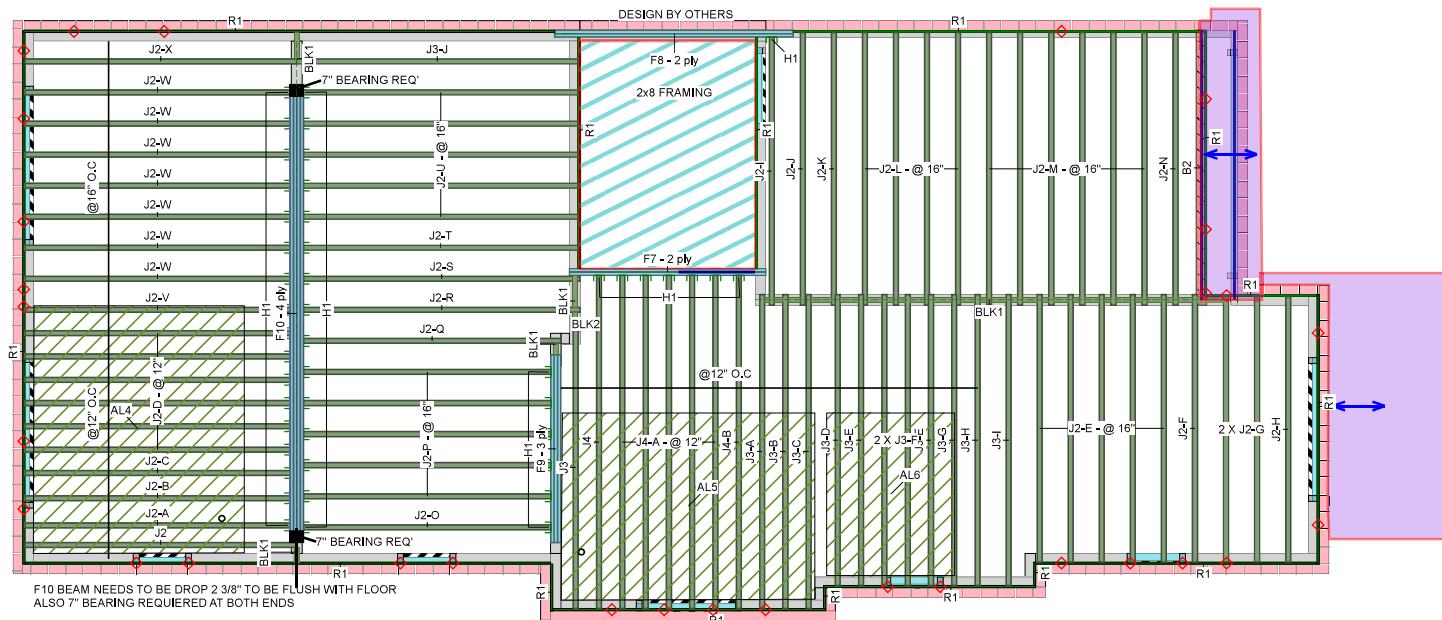 DESIGN BY OTHERS
R1
R1
J2-X
J3-J
BLK1
F8 - 2 ply
H1
7" BEARING REQ'
J2-W
2x8 FRAMING
J2-W
J2-W
R1
R1
R1
J2-W
@16" O.C
J2-U - @ 16"
J2-I
J2-J
J2-K
J2-L - @ 16"
J2-M - @ 16"
J2-N
B2
J2-W
J2-W
J2-T
J2-W
J2-S
F7 - 2 ply
J2-V
J2-R
BLK1
H1
R1
F10 - 4 ply
H1
H1
BLK2
BLK1
J2-Q
BLK1
R1
@12" O.C
J2-D - @ 12"
AL4
@12" O.C
J2-P - @ 16"
H1
F9 - 3 ply
J3
J4
J4-A - @ 12"
J4-B
J3-A
J3-B
J3-C
J3-D
J3-E
2 X J3-F
J3-G
J3-H
J3-I
J2-E - @ 16"
J2-F
2 X J2-G
J2-H
R1
J2-C
J2-B
AL5
AL6
J2-A
J2-O
J2
BLK1
7" BEARING REQ'
R1
R1
R1
R1
F10 BEAM NEEDS TO BE DROP 2 3/8" TO BE FLUSH WITH FLOOR
ALSO 7" BEARING REQUIERED AT BOTH ENDS
R1